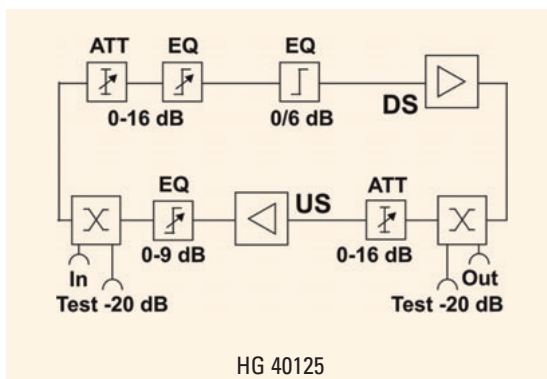 ATT EQ EQ
0-16 dB 0/6 dB
DS
EQ US ATT
0-9 dB 0-16 dB
In Out
Test -20 dB Test -20 dB
HG 40125